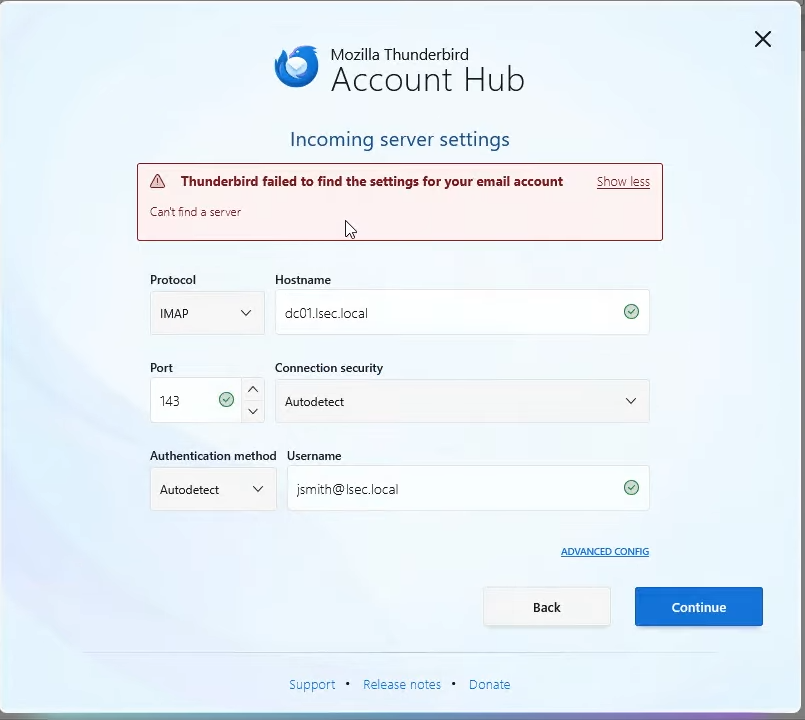 Mozilla Thunderbird
Account Hub
Incoming server settings
Thunderbird failed to find the settings for your email account Show less
Can't find a server
Protocol Hostname
IMAP dc01.lsec.local
Port Connection security
143 Autodetect
Authentication method Username
Autodetect jsmith@lsec.local
ADVANCED CONFIG
Back Continue
Support • Release notes • Donate